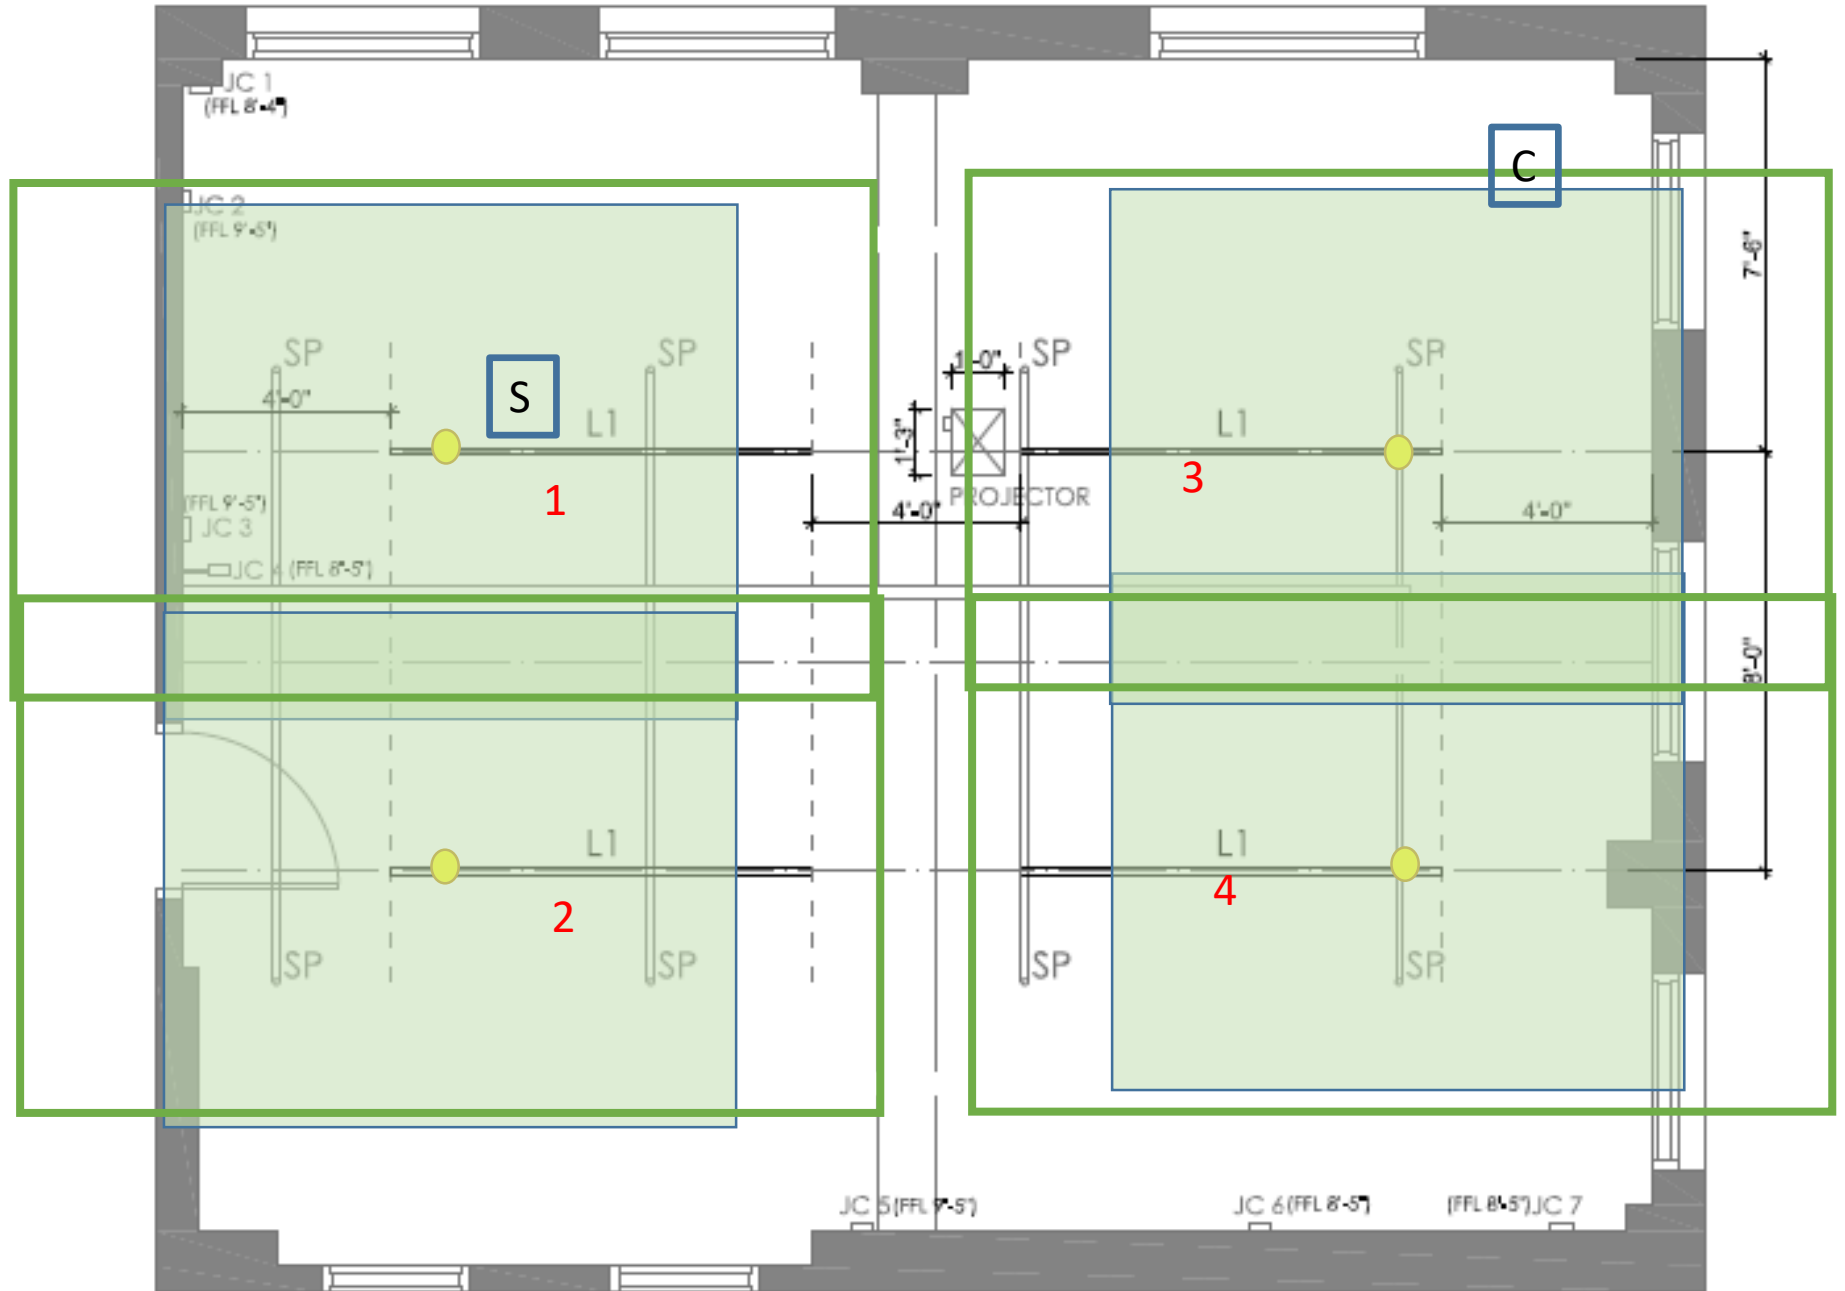 JC 1
(FFL 8'-4")
C
JC 2
(FFL 9'-5")
7'-6"
SP
SP
1'-0"
SP
SP
4'-0"
S
L1
1'-3"
L1
1
3
PROJECTOR
(FFL 9'-5")
JC 3
4'-0"
4'-0"
JC 4 (FFL 8'-5")
8'-0"
L1
L1
2
4
SP
SP
SP
SP
JC 5 (FFL 9'-5")
JC 6 (FFL 8'-5")
(FFL 8'-5") JC 7